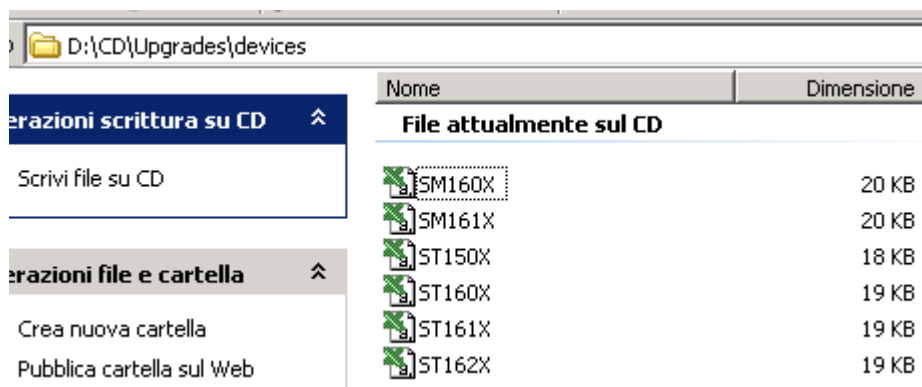 D:\CD\Upgrades\devices
Nome Dimensione
erazioni scrittura su CD
File attualmente sul CD
Scrivi file su CD
SM160X 20 KB
SM161X 20 KB
ST150X 18 KB
erazioni file e cartella
ST160X 19 KB
Crea nuova cartella
ST161X 19 KB
Pubblica cartella sul Web
ST162X 19 KB